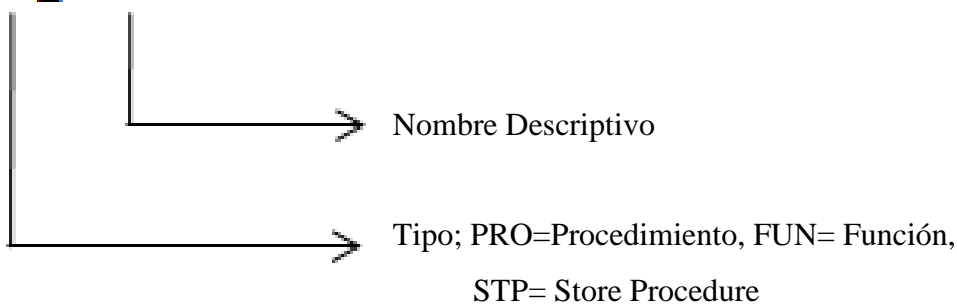 Nombre Descriptivo
Tipo; PRO=Procedimiento, FUN= Función,
STP= Store Procedure